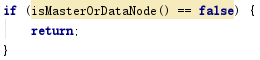 if (isMasterOrDataNode() == false) {
    return;
}